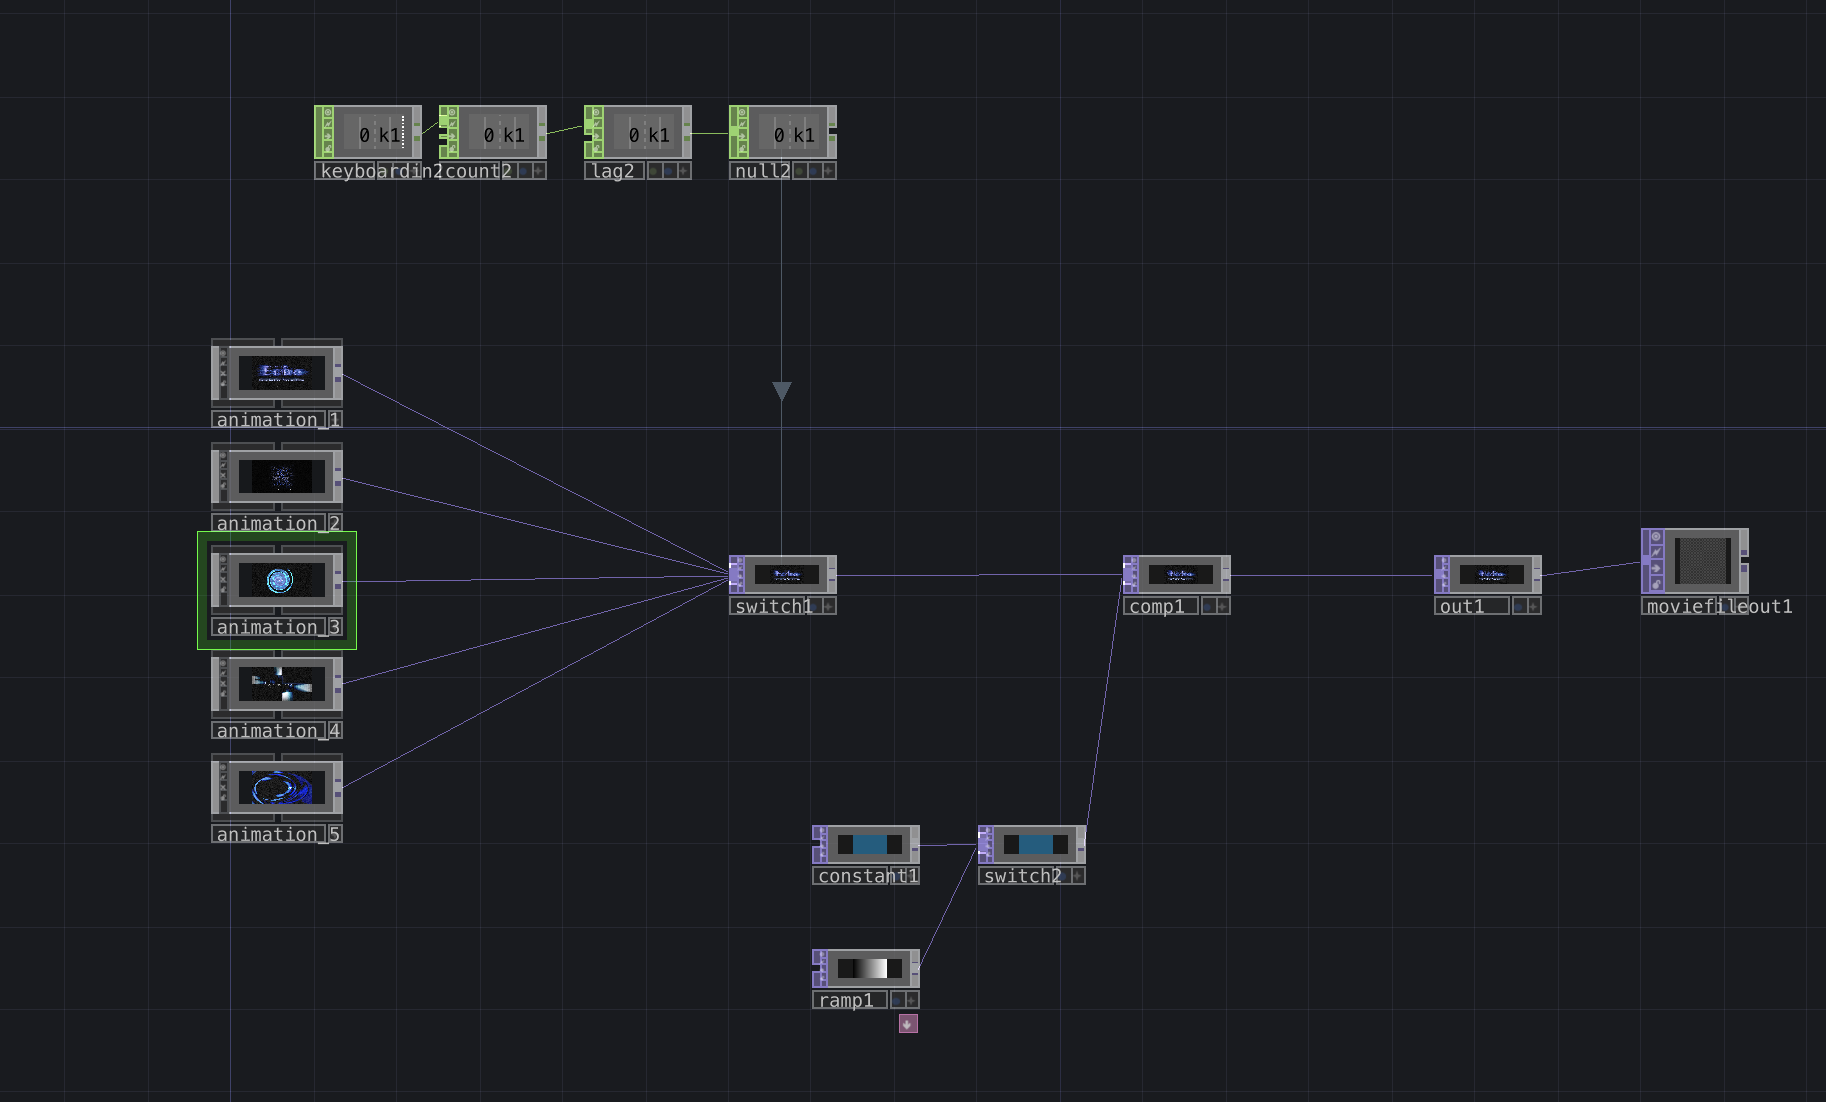 0 k1
0 k1
0 k1
0 k1
keyboardin2
count2
lag2
null2
Echo
animation_1
animation_2
animation_3
animation_4
animation_5
switch1
comp1
out1
moviefileout1
constant1
switch2
ramp1